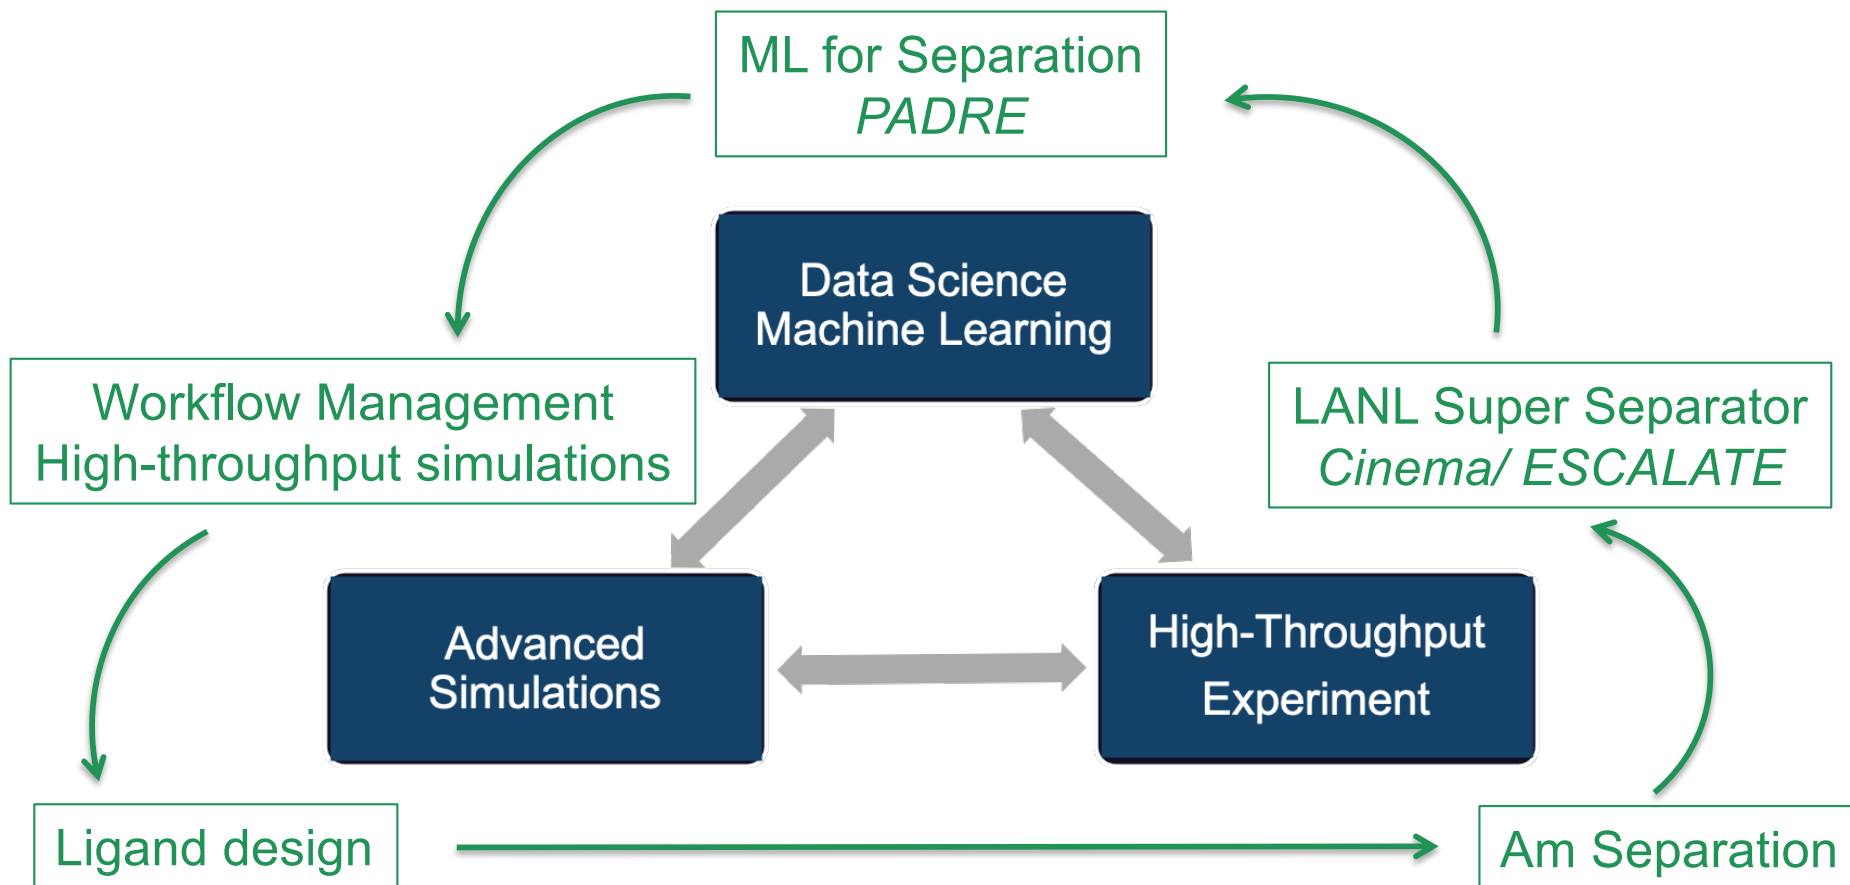 ML for Separation
PADRE
Data Science
Machine Learning
Workflow Management
High-throughput simulations
LANL Super Separator
Cinema/ ESCALATE
Advanced
Simulations
High-Throughput
Experiment
Ligand design
Am Separation